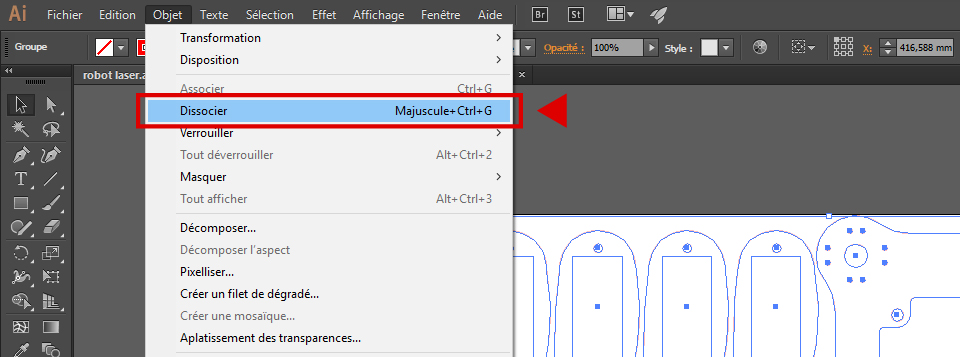 Ai Fichier Edition Objet Texte Sélection Effet Affichage Fenêtre Aide Br St
Groupe Opacité : 100% Style : X: 416,588 mm
robot laser.a
Transformation
Disposition
Associer Ctrl+G
Dissocier Majuscule+Ctrl+G
Verrouiller
Tout déverrouiller Alt+Ctrl+2
Masquer
Tout afficher Alt+Ctrl+3
Décomposer...
Décomposer l'aspect
Pixelliser...
Créer un filet de dégradé...
Créer une mosaïque...
Aplatissement des transparences...